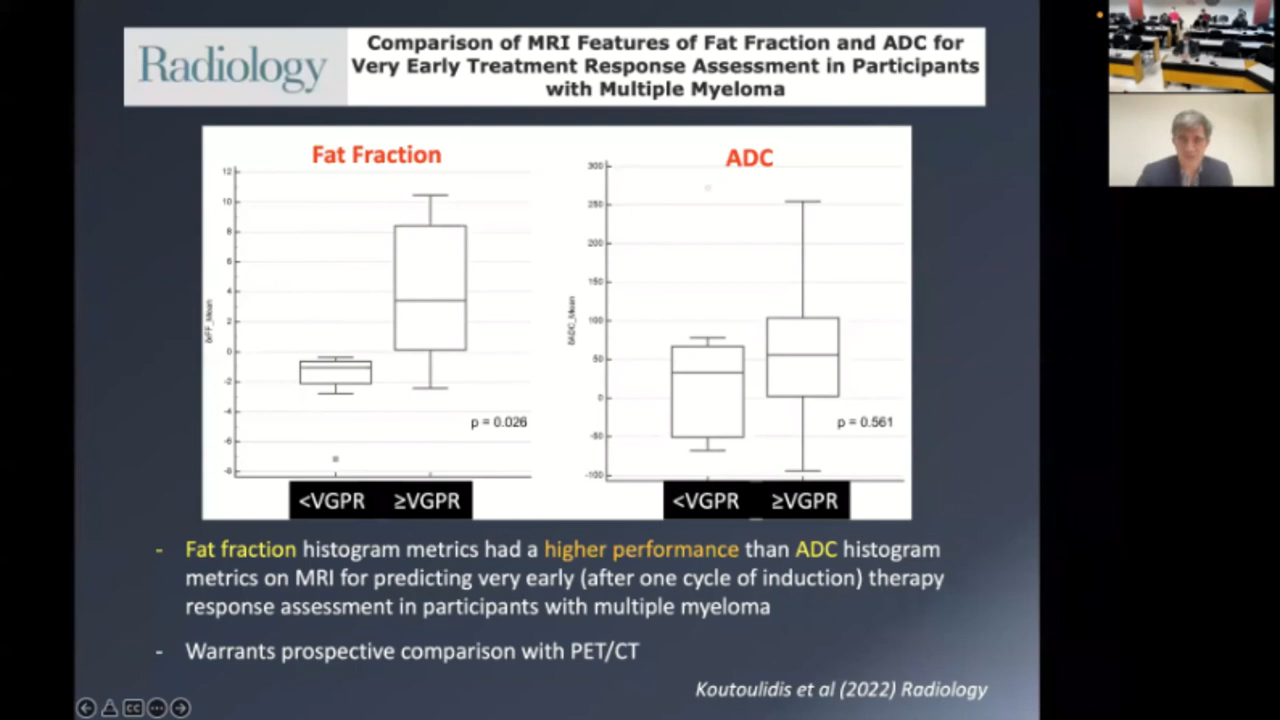 Radiology
Comparison of MRI Features of Fat Fraction and ADC for
Very Early Treatment Response Assessment in Participants
with Multiple Myeloma
Fat Fraction
12
10
8
6
4
2
0
-2
-4
-6
-8
p = 0.026
<VGPR ≥VGPR
ADC
300
250
200
150
100
50
0
-50
-100
p = 0.561
<VGPR ≥VGPR
- Fat fraction histogram metrics had a higher performance than ADC histogram
metrics on MRI for predicting very early (after one cycle of induction) therapy
response assessment in participants with multiple myeloma
- Warrants prospective comparison with PET/CT
Koutoulidis et al (2022) Radiology
CC